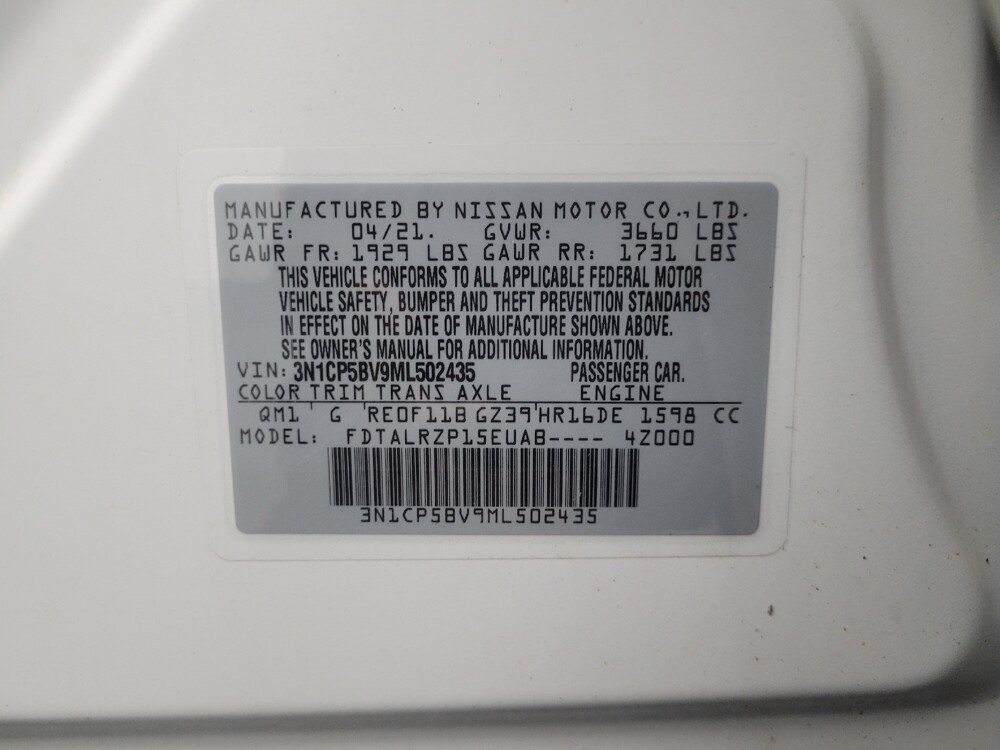 MANUFACTURED BY NISSAN MOTOR CO., LTD.
DATE: 04/21. GVWR: 3660 LBS
GAWR FR: 1929 LBS GAWR RR: 1731 LBS
THIS VEHICLE CONFORMS TO ALL APPLICABLE FEDERAL MOTOR
VEHICLE SAFETY, BUMPER AND THEFT PREVENTION STANDARDS
IN EFFECT ON THE DATE OF MANUFACTURE SHOWN ABOVE.
SEE OWNER'S MANUAL FOR ADDITIONAL INFORMATION.
VIN: 3N1CP5BV9ML502435 PASSENGER CAR.
COLOR TRIM TRANS AXLE ENGINE
QM1 ' G 'RE0F11B GZ39'HR16DE 1598 CC
MODEL: FDTALRZP15EUAB---- 4Z000
3N1CP5BV9ML502435